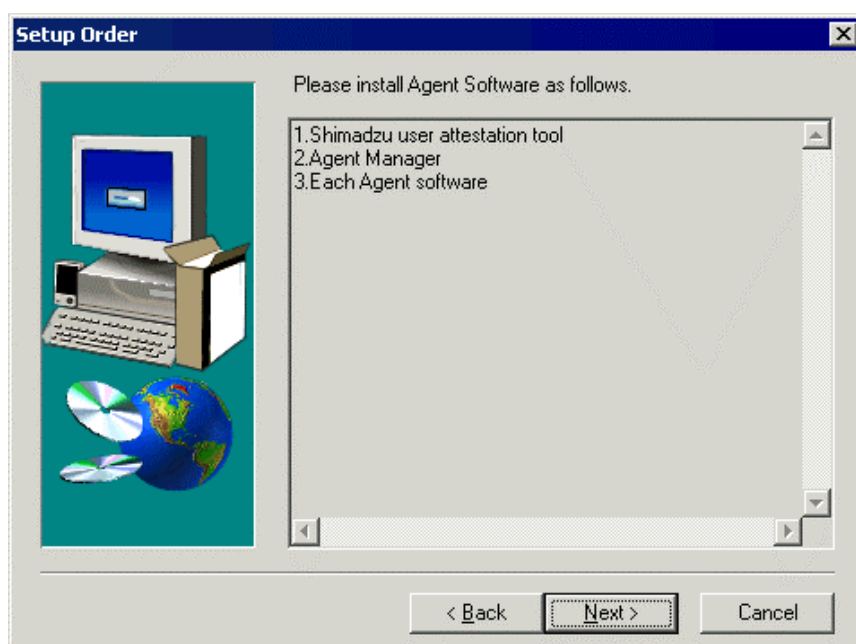 Setup Order
Please install Agent Software as follows.
1.Shimadzu user attestation tool
2.Agent Manager
3.Each Agent software
< Back
Next >
Cancel